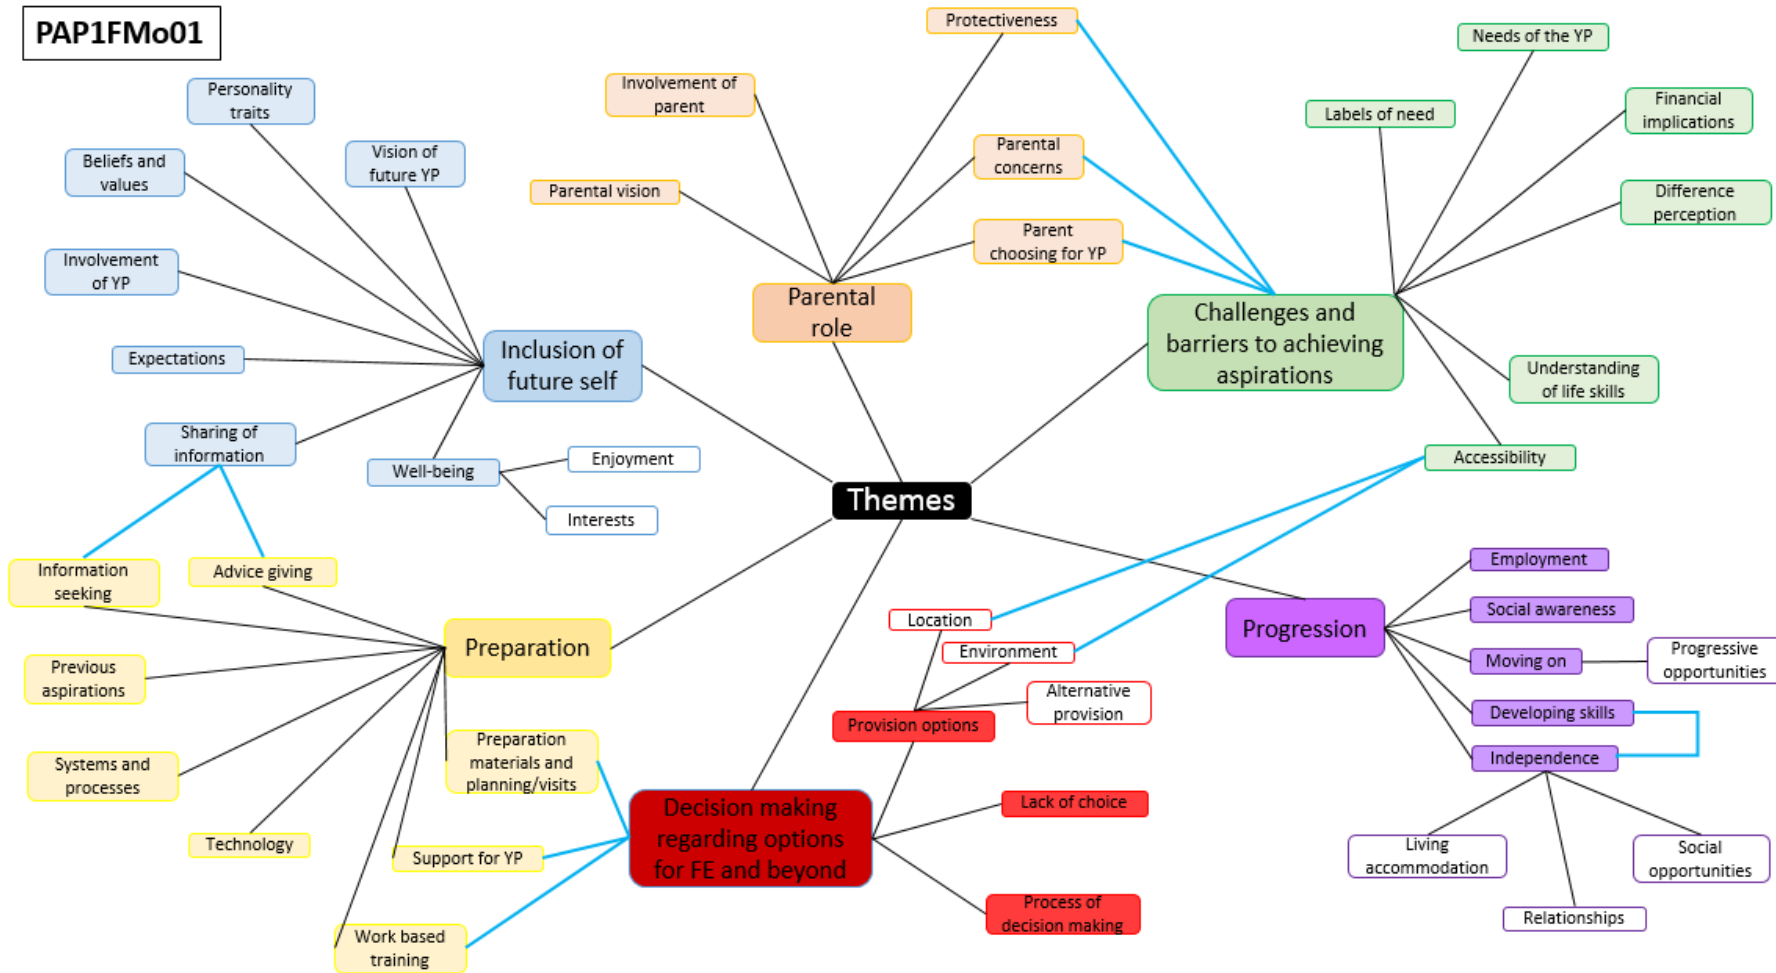 PAP1FMo01
Personality
traits
Beliefs and
values
Vision of
future YP
Involvement
of YP
Expectations
Sharing of
information
Well-being
Enjoyment
Interests
Inclusion of
future self
Involvement of
parent
Parental vision
Protectiveness
Parental
concerns
Parent
choosing for YP
Parental
role
Needs of the YP
Labels of need
Financial
implications
Difference
perception
Challenges and
barriers to achieving
aspirations
Understanding
of life skills
Accessibility
Themes
Information
seeking
Advice giving
Previous
aspirations
Systems and
processes
Technology
Preparation
Preparation
materials and
planning/visits
Support for YP
Work based
training
Location
Environment
Alternative
provision
Provision options
Decision making
regarding options
for FE and beyond
Lack of choice
Process of
decision making
Progression
Employment
Social awareness
Moving on
Progressive
opportunities
Developing skills
Independence
Living
accommodation
Relationships
Social
opportunities